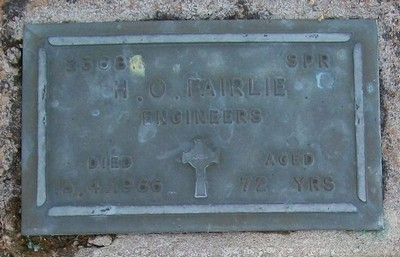 SPR
H. O. FAIRLIE
ENGINEERS
DIED AGED
72 YRS